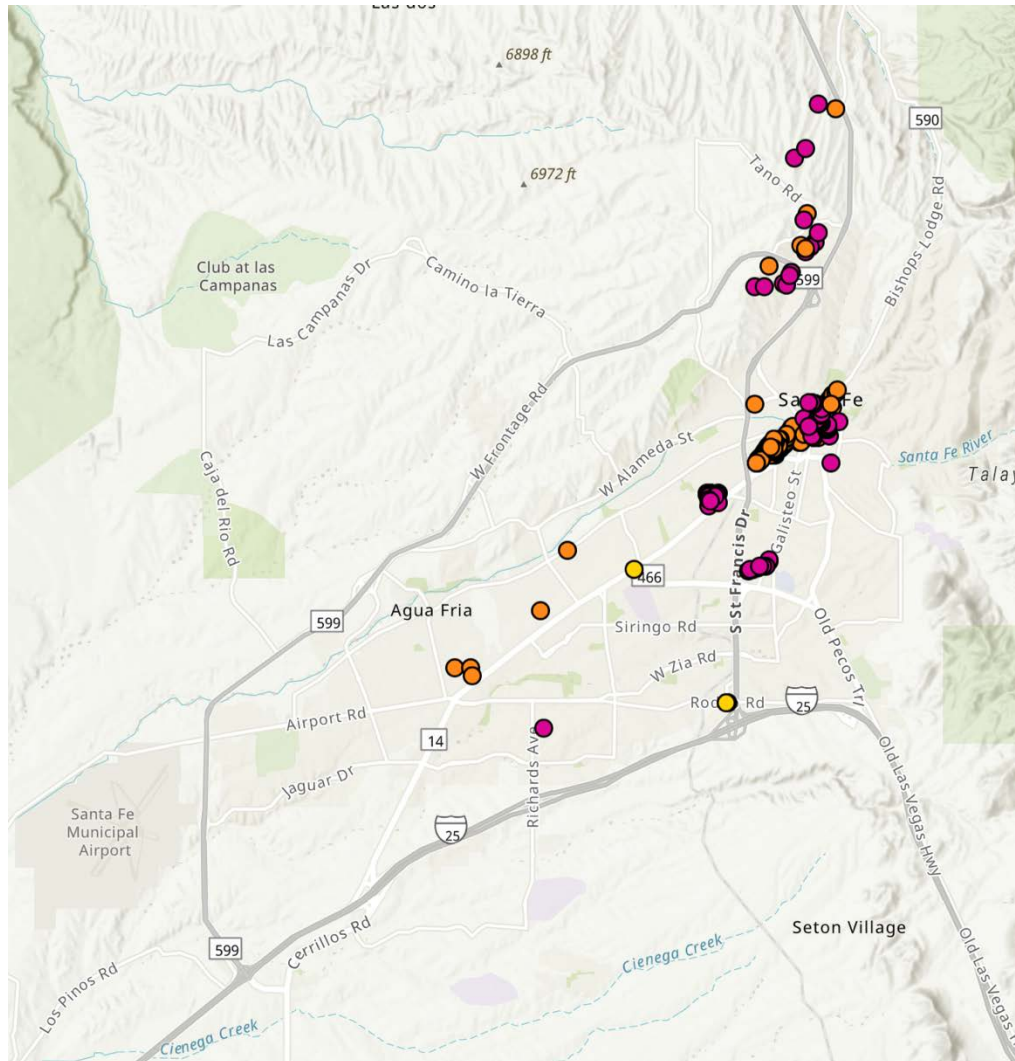 6898 ft
590
Tano Rd
6972 ft
Bishops Lodge Rd
Club at las
Campanas
Camino la Tierra
599
Las Campanas Dr
W Frontage Rd
W Alameda St
Santa Fe River
Caja del Rio Rd
Galisteo St
S St Francis Dr
466
Agua Fria
599
Siringo Rd
W Zia Rd
Rd
Airport Rd
25
14
Jaguar Dr
Richards Ave
Santa Fe
Municipal
Airport
25
Old Las Vegas Hwy
Seton Village
599
Cerrillos Rd
Cienega Creek
Los Pinos Rd
Cienega Creek
Old Las Vegas